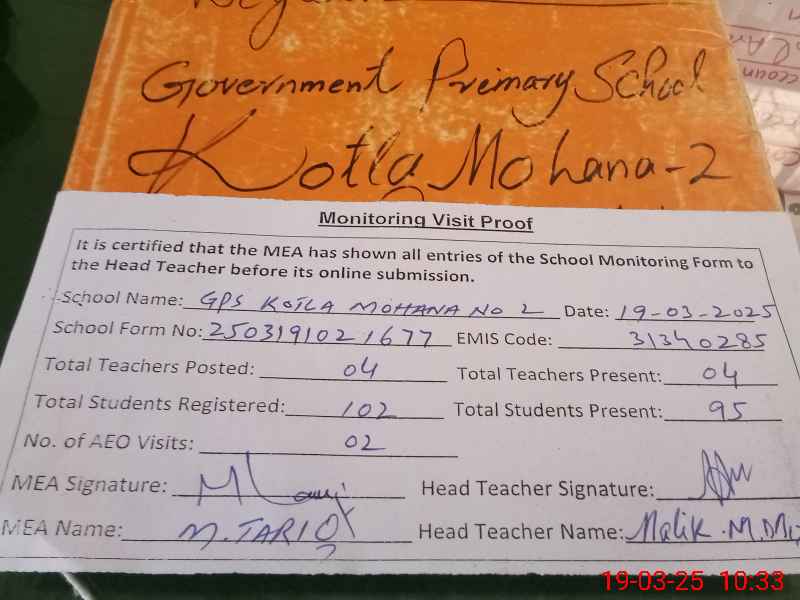 Government Primary School
Kotla Mohana-2
Monitoring Visit Proof
It is certified that the MEA has shown all entries of the School Monitoring Form to
the Head Teacher before its online submission.
School Name: GPS KOTLA MOHANA NO 2 Date: 19-03-2025
School Form No: 2503191021677 EMIS Code: 31340285
Total Teachers Posted: 04 Total Teachers Present: 04
Total Students Registered: 102 Total Students Present: 95
No. of AEO Visits: 02
MEA Signature: Head Teacher Signature:
MEA Name: M. TARIQ Head Teacher Name: Malik . M.
19-03-25 10:33